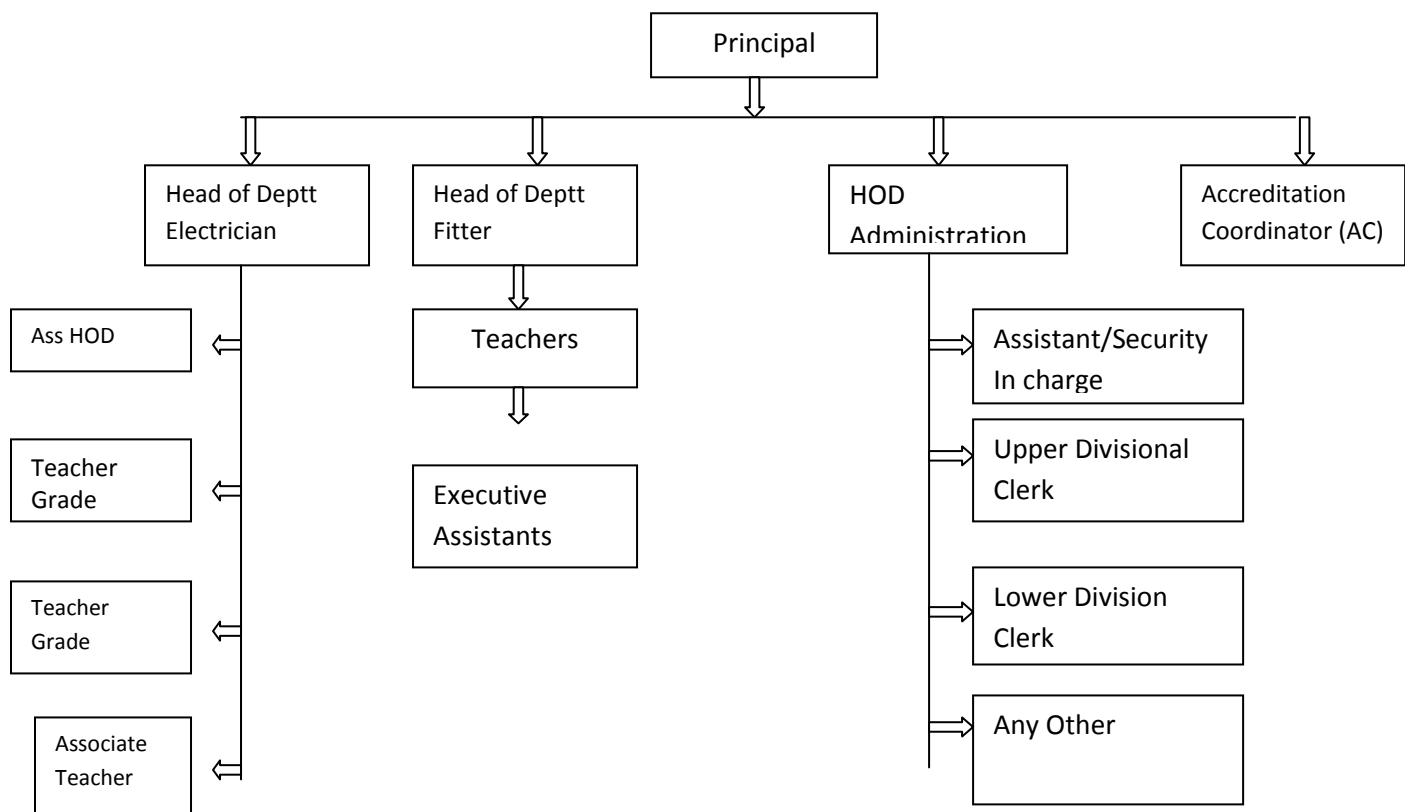 Principal
Head of Deptt
Electrician
Head of Deptt
Fitter
HOD
Administration
Accreditation
Coordinator (AC)
Ass HOD
Teachers
Assistant/Security
In charge
Teacher
Grade
Executive
Assistants
Upper Divisional
Clerk
Teacher
Grade
Lower Division
Clerk
Associate
Teacher
Any Other